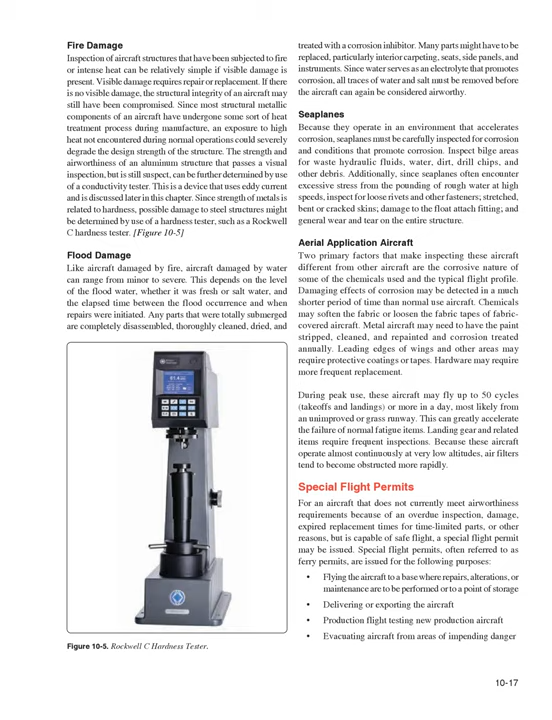 Fire Damage
Inspection of aircraft structures that have been subjected to fire
or intense heat can be relatively simple if visible damage is
present. Visible damage requires repair or replacement. If there
is no visible damage, the structural integrity of an aircraft may
still have been compromised. Since most structural metallic
components of an aircraft have undergone some sort of heat
treatment process during manufacture, an exposure to high
heat not encountered during normal operations could severely
degrade the design strength of the structure. The strength and
airworthiness of an aluminum structure that passes a visual
inspection, but is still suspect, can be further determined by use
of a conductivity tester. This is a device that uses eddy current
and is discussed later in this chapter. Since strength of metals is
related to hardness, possible damage to steel structures might
be determined by use of a hardness tester, such as a Rockwell
C hardness tester. [Figure 10-5]
Flood Damage
Like aircraft damaged by fire, aircraft damaged by water
can range from minor to severe. This depends on the level
of the flood water, whether it was fresh or salt water, and
the elapsed time between the flood occurrence and when
repairs were initiated. Any parts that were totally submerged
are completely disassembled, thoroughly cleaned, dried, and
Figure 10-5. Rockwell C Hardness Tester.
treated with a corrosion inhibitor. Many parts might have to be
replaced, particularly interior carpeting, seats, side panels, and
instruments. Since water serves as an electrolyte that promotes
corrosion, all traces of water and salt must be removed before
the aircraft can again be considered airworthy.
Seaplanes
Because they operate in an environment that accelerates
corrosion, seaplanes must be carefully inspected for corrosion
and conditions that promote corrosion. Inspect bilge areas
for waste hydraulic fluids, water, dirt, drill chips, and
other debris. Additionally, since seaplanes often encounter
excessive stress from the pounding of rough water at high
speeds, inspect for loose rivets and other fasteners; stretched,
bent or cracked skins; damage to the float attach fitting; and
general wear and tear on the entire structure.
Aerial Application Aircraft
Two primary factors that make inspecting these aircraft
different from other aircraft are the corrosive nature of
some of the chemicals used and the typical flight profile.
Damaging effects of corrosion may be detected in a much
shorter period of time than normal use aircraft. Chemicals
may soften the fabric or loosen the fabric tapes of fabric-
covered aircraft. Metal aircraft may need to have the paint
stripped, cleaned, and repainted and corrosion treated
annually. Leading edges of wings and other areas may
require protective coatings or tapes. Hardware may require
more frequent replacement.
During peak use, these aircraft may fly up to 50 cycles
(takeoffs and landings) or more in a day, most likely from
an unimproved or grass runway. This can greatly accelerate
the failure of normal fatigue items. Landing gear and related
items require frequent inspections. Because these aircraft
operate almost continuously at very low altitudes, air filters
tend to become obstructed more rapidly.
Special Flight Permits
For an aircraft that does not currently meet airworthiness
requirements because of an overdue inspection, damage,
expired replacement times for time-limited parts, or other
reasons, but is capable of safe flight, a special flight permit
may be issued. Special flight permits, often referred to as
ferry permits, are issued for the following purposes:
• Flying the aircraft to a base where repairs, alterations, or
maintenance are to be performed or to a point of storage
• Delivering or exporting the aircraft
• Production flight testing new production aircraft
• Evacuating aircraft from areas of impending danger
10-17